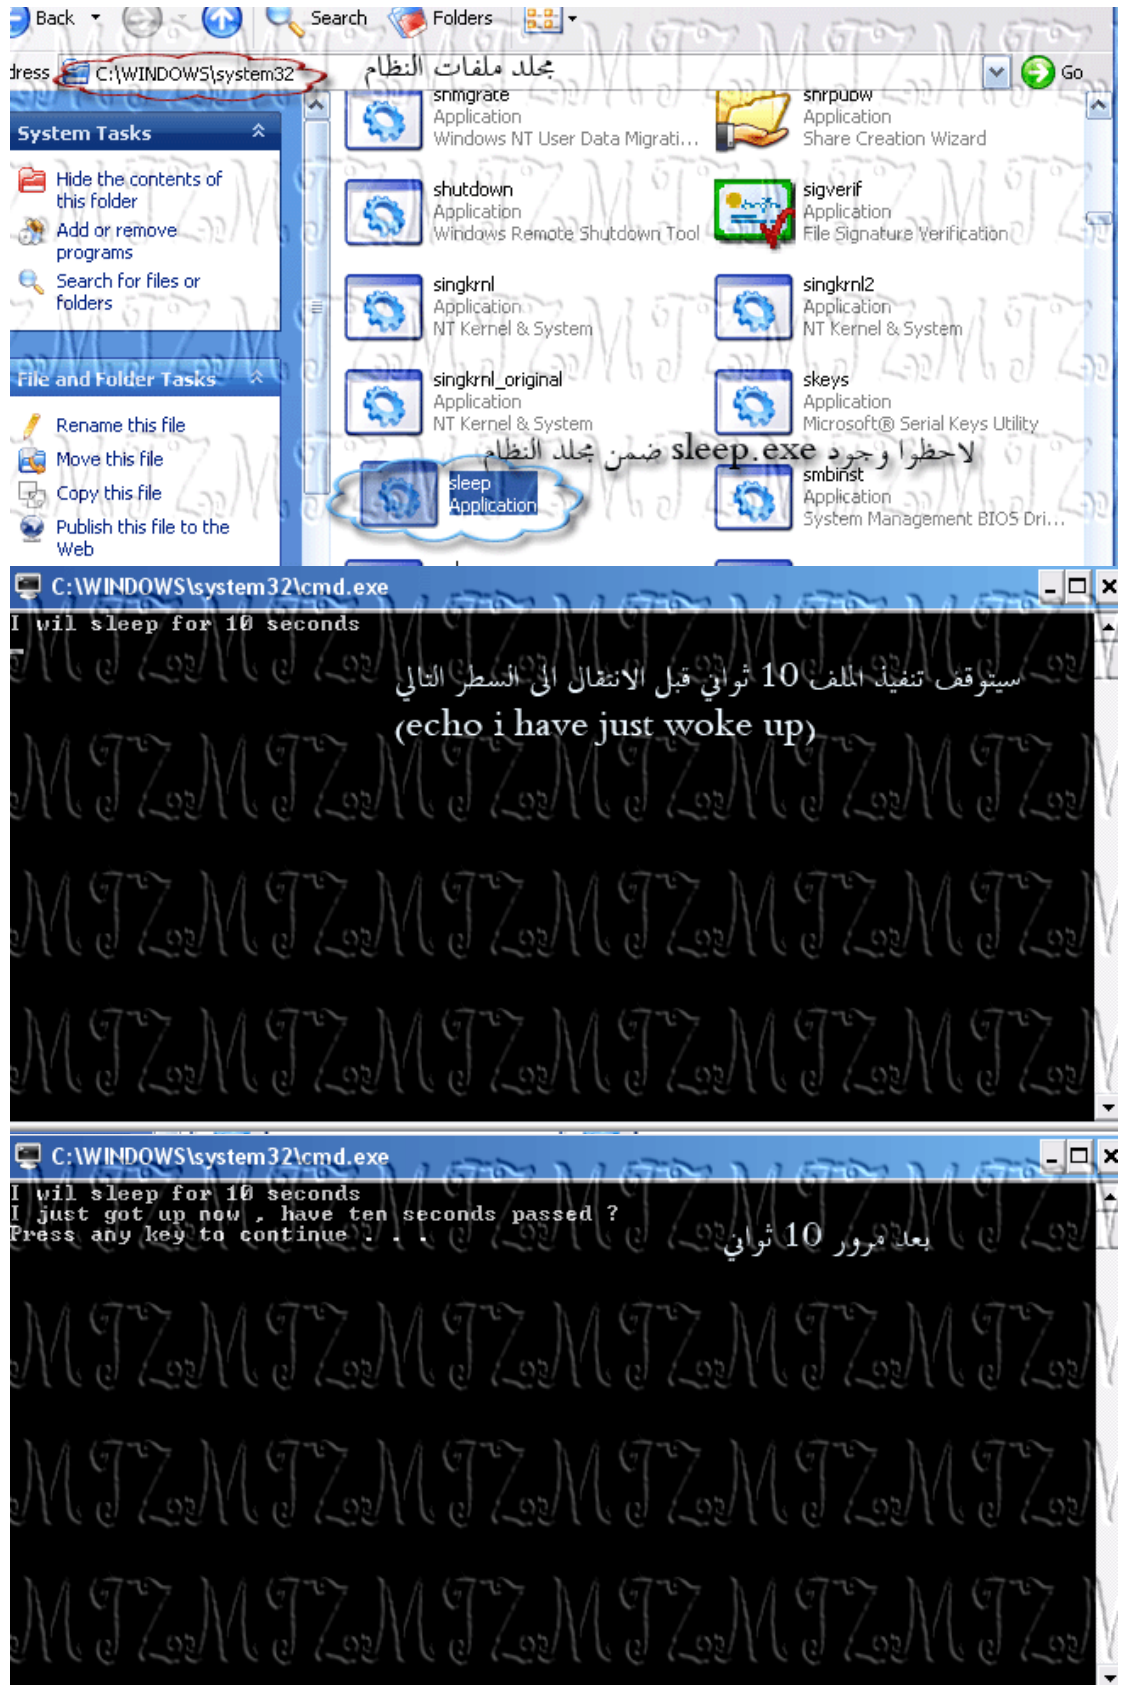 Back
Search
Folders
dress
C:\WINDOWS\system32
مجلد ملفات النظام
Go
System Tasks
Hide the contents of
this folder
Add or remove
programs
Search for files or
folders
File and Folder Tasks
Rename this file
Move this file
Copy this file
Publish this file to the
Web
shmgrate
Application
Windows NT User Data Migrati...
shrpubw
Application
Share Creation Wizard
shutdown
Application
Windows Remote Shutdown Tool
sigverif
Application
File Signature Verification
singkrnl
Application
NT Kernel & System
singkrnl2
Application
NT Kernel & System
singkrnl_original
Application
NT Kernel & System
skeys
Application
Microsoft® Serial Keys Utility
لاحظوا وجود sleep.exe ضمن مجلد النظام
sleep
Application
smbinst
Application
System Management BIOS Dri...
C:\WINDOWS\system32\cmd.exe
I wil sleep for 10 seconds
سيتوقف تنفيذ الملف 10 ثواني قبل الانتقال الى السطر التالي
(echo i have just woke up)
C:\WINDOWS\system32\cmd.exe
I wil sleep for 10 seconds
I just got up now , have ten seconds passed ?
Press any key to continue . . .
بعد مرور 10 ثواني